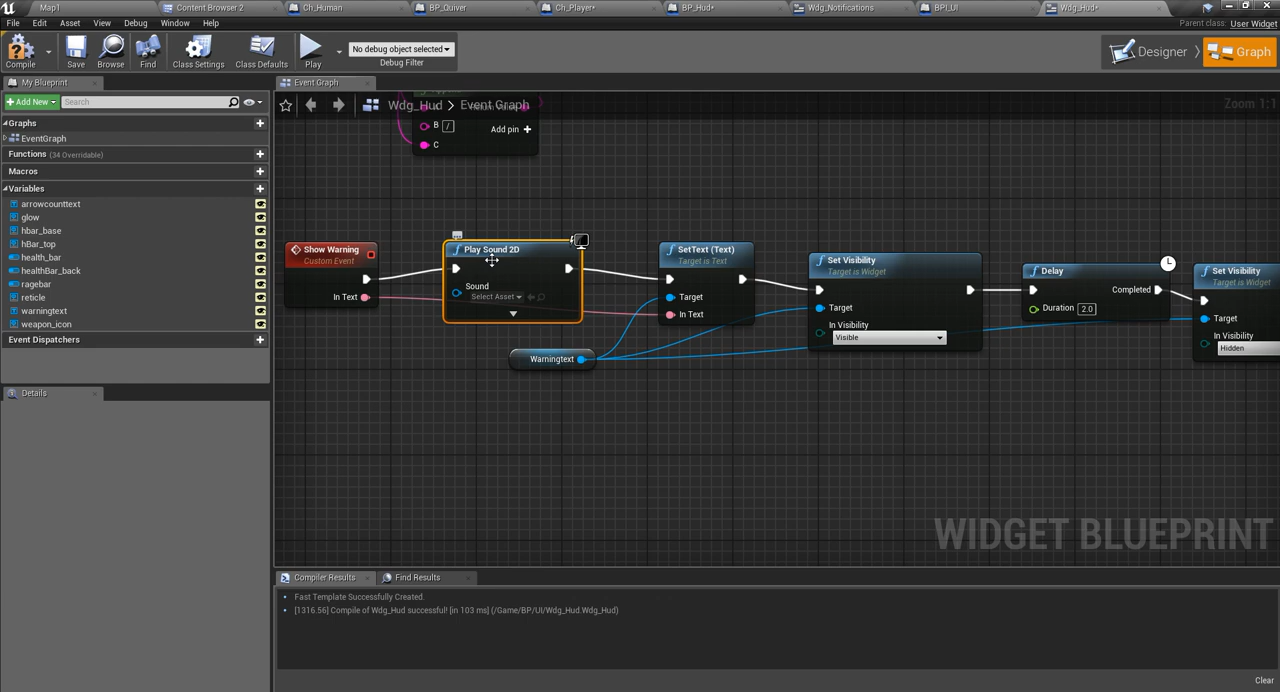 Map1
Content Browser 2
Ch_Human
BP_Quiver
Ch_Player*
BP_Hud*
Wdg_Notifications
BPI_UI
Wdg_Hud*
File Edit Asset View Debug Window Help
Parent class: User Widget
Compile
Save
Browse
Find
Class Settings
Class Defaults
Play
No debug object selected
Debug Filter
Designer
Graph
My Blueprint
Event Graph
+Add New
Search
Wdg_Hud > Event Graph
Zoom 1:1
Graphs
EventGraph
Functions (34 Overridable)
Macros
Variables
arrowcounttext
glow
hbar_base
hBar_top
health_bar
healthBar_back
ragebar
reticle
warningtext
weapon_icon
Event Dispatchers
Details
B /
Add pin +
C
Show Warning
Custom Event
In Text
Play Sound 2D
Sound
Select Asset
SetText (Text)
Target is Text
Target
In Text
Warningtext
Set Visibility
Target is Widget
Target
In Visibility
Visible
Delay
Completed
Duration 2.0
Set Visibility
Target is Widget
Target
In Visibility
Hidden
WIDGET BLUEPRINT
Compiler Results
Find Results
Fast Template Successfully Created.
[1316.56] Compile of Wdg_Hud successful! [in 103 ms] (/Game/BP/UI/Wdg_Hud.Wdg_Hud)
Clear